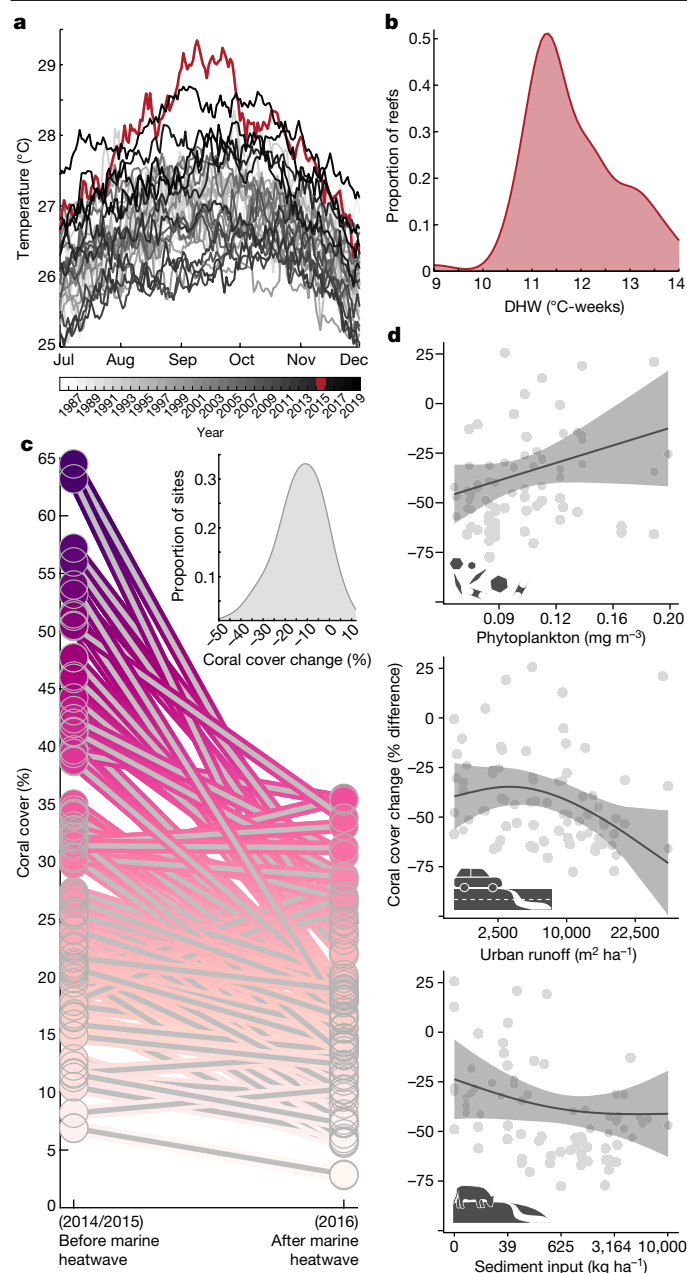 a
29
28
27
26
25
Temperature (°C)
Jul Aug Sep Oct Nov Dec
1987 1989 1991 1993 1995 1997 1999 2001 2003 2005 2007 2009 2011 2013 2015 2017 2019
Year
b
0.5
0.4
0.3
0.2
0.1
0
Proportion of reefs
9 10 11 12 13 14
DHW (°C-weeks)
c
65
60
55
50
45
40
35
30
25
20
15
10
5
0
Coral cover (%)
0.3
0.2
0.1
Proportion of sites
–50 –40 –30 –20 –10 0 10
Coral cover change (%)
(2014/2015)
Before marine
heatwave
(2016)
After marine
heatwave
d
25
0
–25
–50
–75
0.09 0.12 0.16 0.20
Phytoplankton (mg m⁻³)
Coral cover change (% difference)
25
0
–25
–50
–75
2,500 10,000 22,500
Urban runoff (m² ha⁻¹)
25
0
–25
–50
–75
0 39 625 3,164 10,000
Sediment input (kg ha⁻¹)